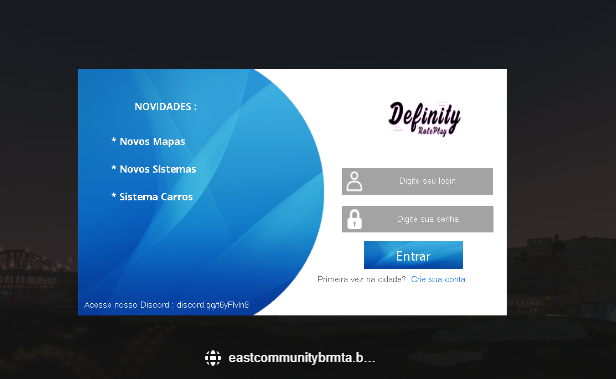 NOVIDADES :
* Novos Mapas
* Novos Sistemas
* Sistema Carros
Acesse nosso Discord : discord.gg/
Definity
RolePlay
Digite seu login
Digite sua senha
Entrar
Primeira vez na cidade? Crie sua conta
eastcommunitybrmta.b...